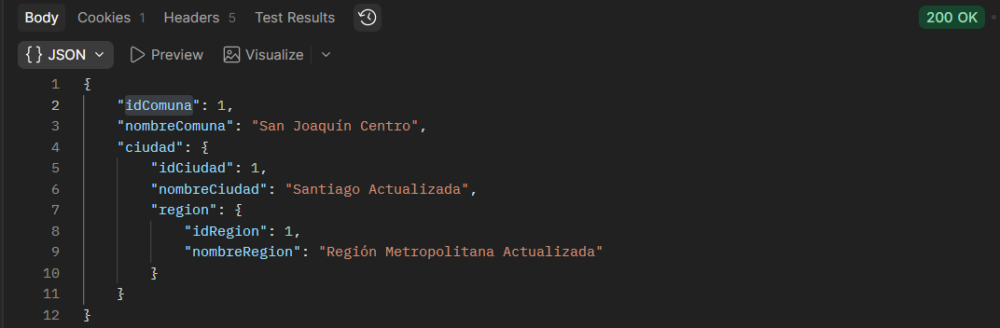 Body Cookies 1 Headers 5 Test Results 200 OK
{} JSON Preview Visualize
1 {
2 "idComuna": 1,
3 "nombreComuna": "San Joaquín Centro",
4 "ciudad": {
5 "idCiudad": 1,
6 "nombreCiudad": "Santiago Actualizada",
7 "region": {
8 "idRegion": 1,
9 "nombreRegion": "Región Metropolitana Actualizada"
10 }
11 }
12 }